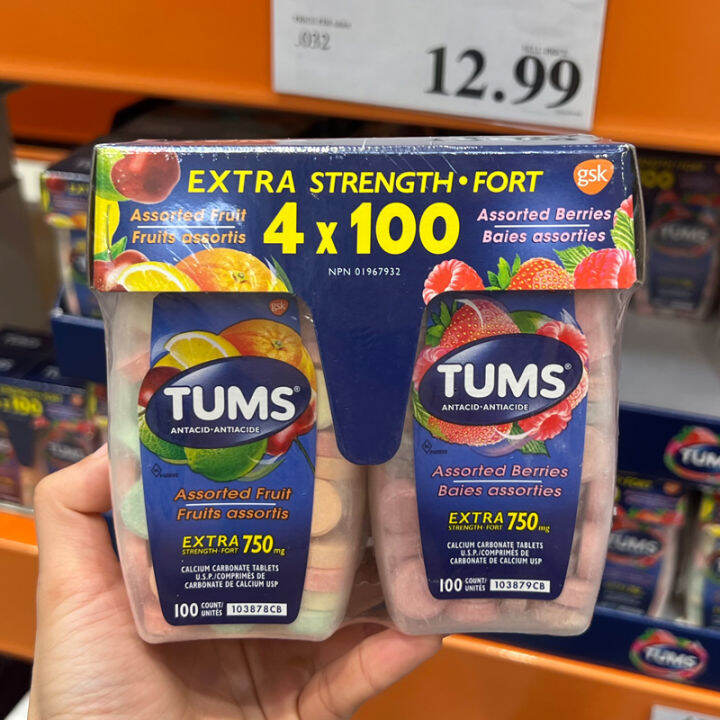 .032
12.99
EXTRA STRENGTH•FORT
gsk
Assorted Fruit
Fruits assortis
4 x 100
Assorted Berries
Baies assorties
NPN 01967932
gsk
TUMS®
ANTACID•ANTIACIDE
Assorted Fruit
Fruits assortis
EXTRA 750 mg
STRENGTH•FORT
CALCIUM CARBONATE TABLETS
U.S.P./COMPRIMÉS DE
CARBONATE DE CALCIUM USP
100 COUNT/
UNITÉS
103878CB
TUMS®
ANTACID•ANTIACIDE
Assorted Berries
Baies assorties
EXTRA 750 mg
STRENGTH•FORT
CALCIUM CARBONATE TABLETS
U.S.P./COMPRIMÉS DE
CARBONATE DE CALCIUM USP
100 COUNT/
UNITÉS
103879CB
TUMS
TUMS
TUMS